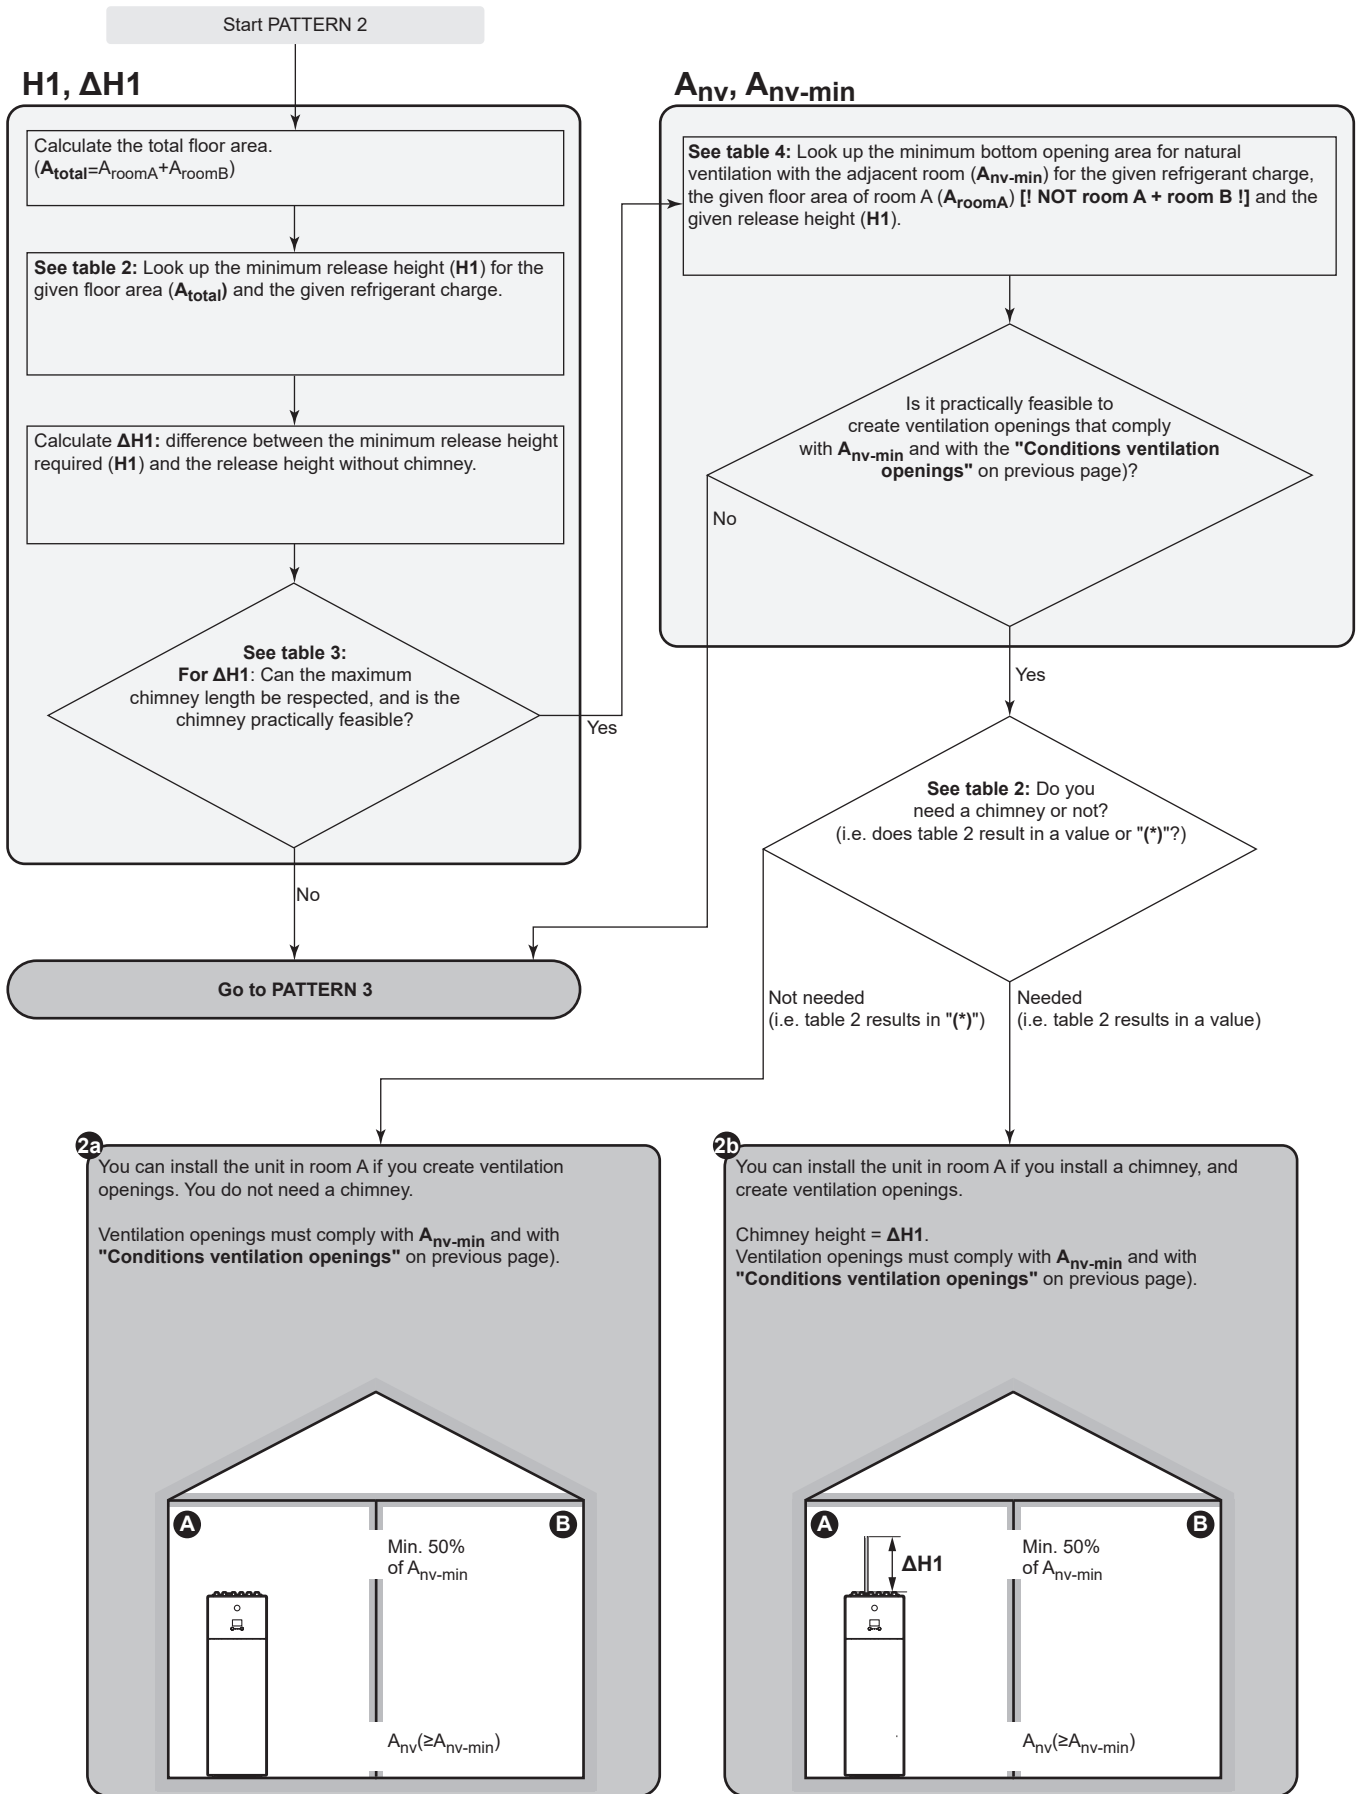 Start PATTERN 2
H1, ΔH1
Calculate the total floor area.
(Atotal=AroomA+AroomB)
See table 2: Look up the minimum release height (H1) for the
given floor area (Atotal) and the given refrigerant charge.
Calculate ΔH1: difference between the minimum release height
required (H1) and the release height without chimney.
See table 3:
For ΔH1: Can the maximum
chimney length be respected, and is the
chimney practically feasible?
Yes
No
Go to PATTERN 3
Anv, Anv-min
See table 4: Look up the minimum bottom opening area for natural
ventilation with the adjacent room (Anv-min) for the given refrigerant charge,
the given floor area of room A (AroomA) [! NOT room A + room B !] and the
given release height (H1).
Is it practically feasible to
create ventilation openings that comply
with Anv-min and with the "Conditions ventilation
openings" on previous page)?
No
Yes
See table 2: Do you
need a chimney or not?
(i.e. does table 2 result in a value or "(*)"?)
Not needed
(i.e. table 2 results in "(*)")
Needed
(i.e. table 2 results in a value)
2a
You can install the unit in room A if you create ventilation
openings. You do not need a chimney.
Ventilation openings must comply with Anv-min and with
"Conditions ventilation openings" on previous page).
A
B
Min. 50%
of Anv-min
Anv(≥Anv-min)
2b
You can install the unit in room A if you install a chimney, and
create ventilation openings.
Chimney height = ΔH1.
Ventilation openings must comply with Anv-min and with
"Conditions ventilation openings" on previous page).
A
B
ΔH1
Min. 50%
of Anv-min
Anv(≥Anv-min)